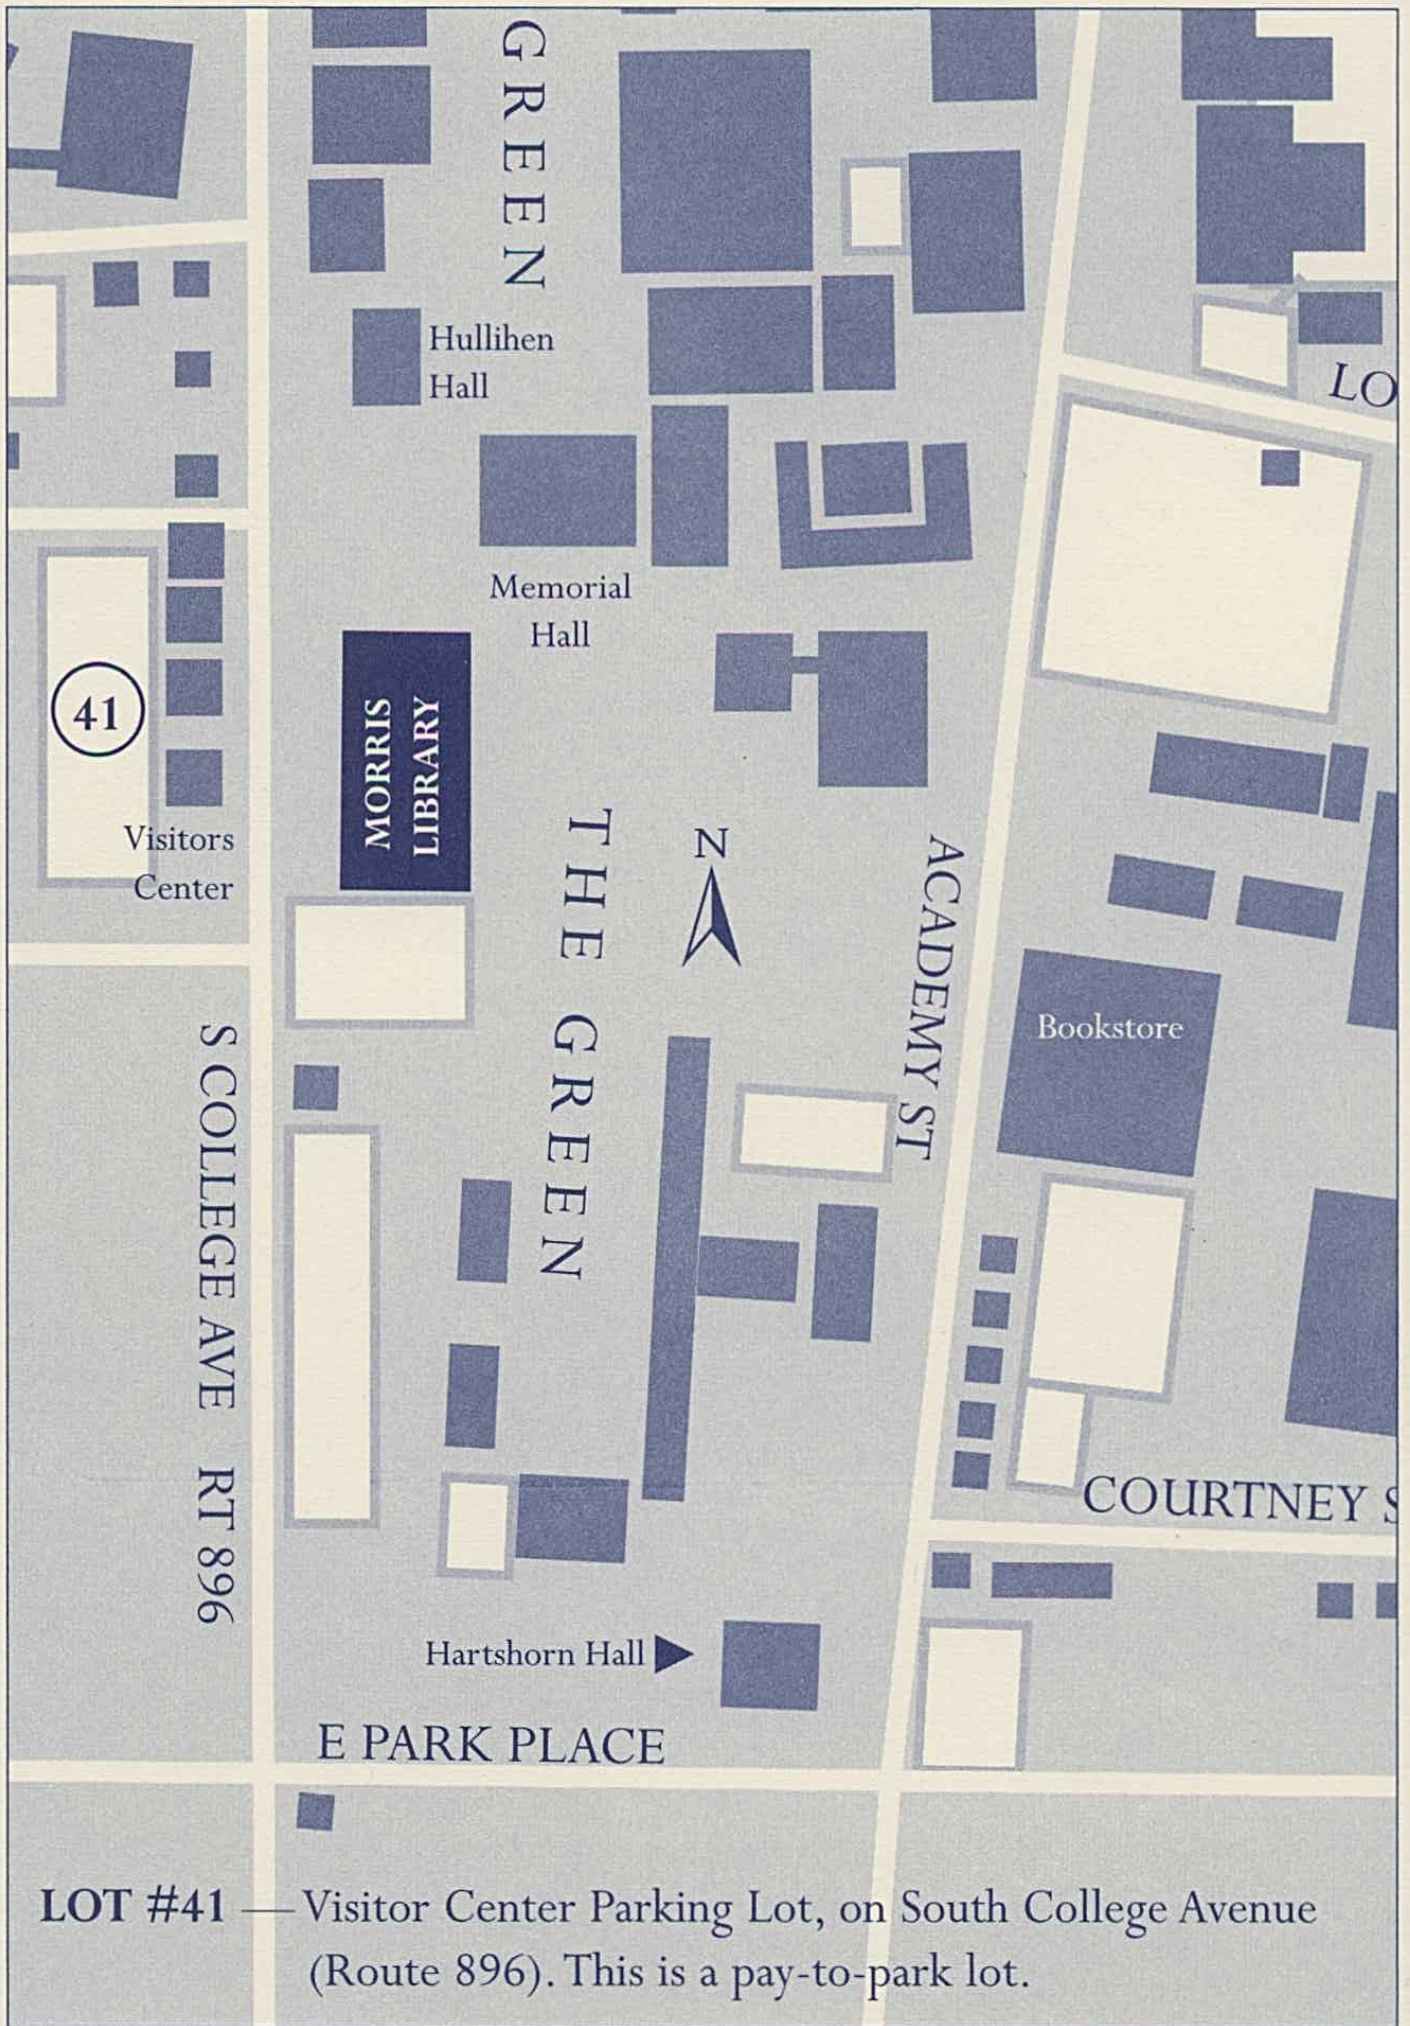 GREEN
Hullihen
Hall
LO
Memorial
Hall
41
MORRIS
LIBRARY
Visitors
Center
THE GREEN
N
ACADEMY ST
Bookstore
S COLLEGE AVE RT 896
COURTNEY S
Hartshorn Hall
E PARK PLACE
LOT #41 — Visitor Center Parking Lot, on South College Avenue
(Route 896). This is a pay-to-park lot.